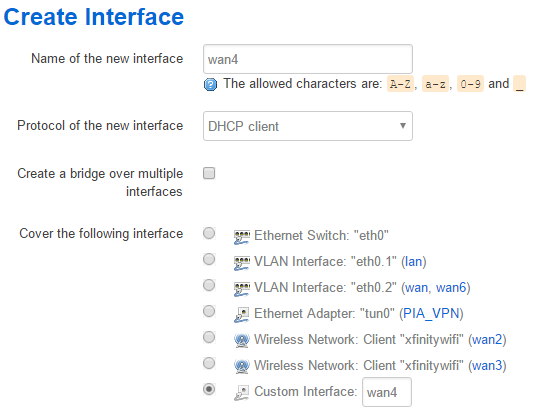 Create Interface
Name of the new interface wan4
The allowed characters are: A-Z, a-z, 0-9 and _
Protocol of the new interface DHCP client
Create a bridge over multiple
interfaces
Cover the following interface
Ethernet Switch: "eth0"
VLAN Interface: "eth0.1" (lan)
VLAN Interface: "eth0.2" (wan, wan6)
Ethernet Adapter: "tun0" (PIA_VPN)
Wireless Network: Client "xfinitywifi" (wan2)
Wireless Network: Client "xfinitywifi" (wan3)
Custom Interface: wan4